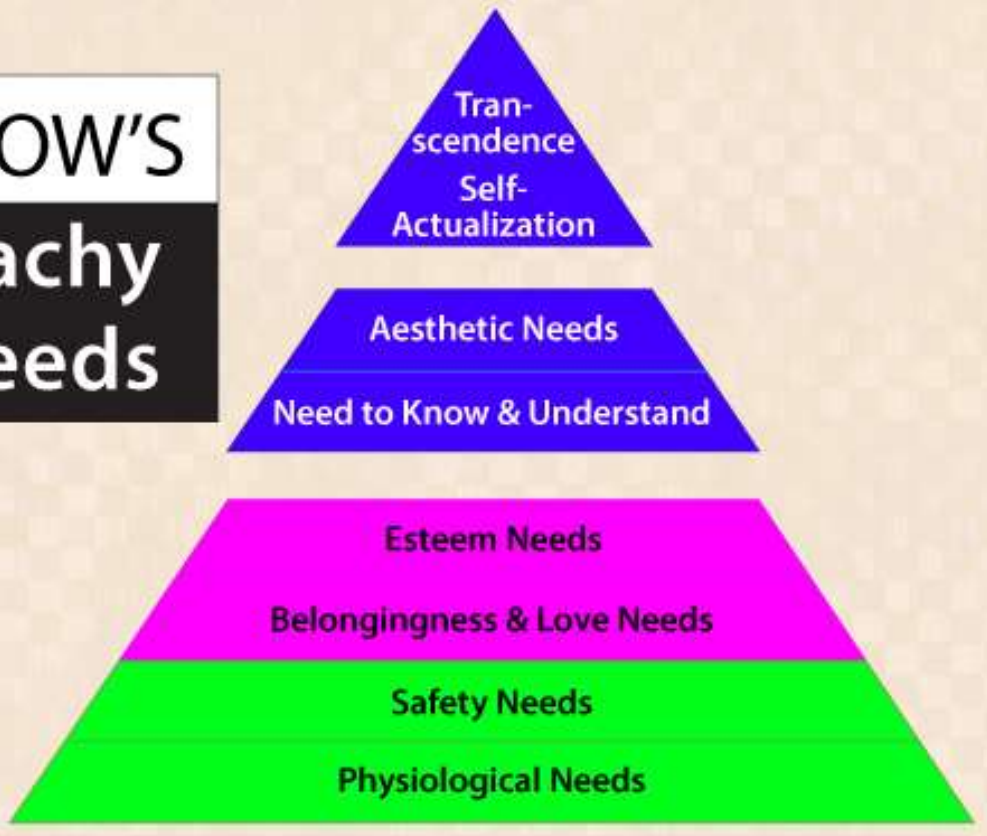 OW'S
achy
eeds
Tran-
scendence
Self-
Actualization
Aesthetic Needs
Need to Know & Understand
Esteem Needs
Belongingness & Love Needs
Safety Needs
Physiological Needs